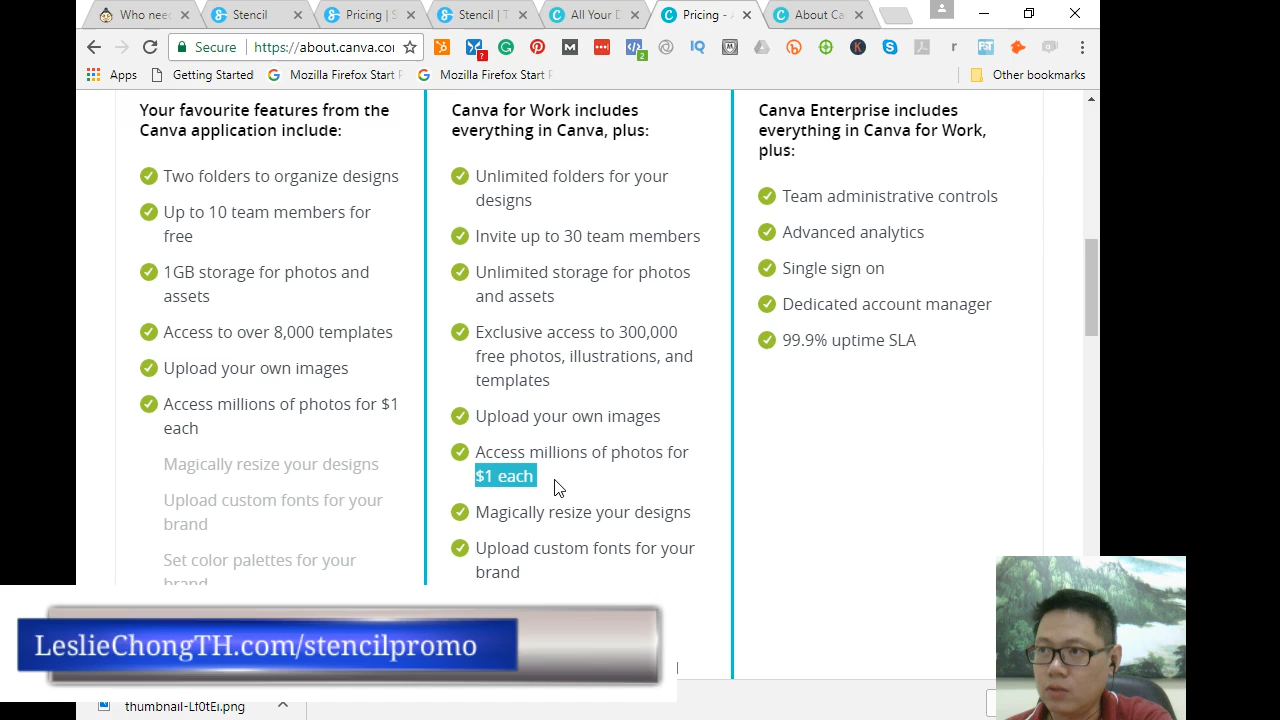 Who need
Stencil
Pricing | S
Stencil | T
All Your D
Pricing - A
About Ca
Secure
https://about.canva.co
?
2
IQ
r
Apps
Getting Started
Mozilla Firefox Start
Mozilla Firefox Start
Other bookmarks
Your favourite features from the
Canva application include:
Two folders to organize designs
Up to 10 team members for
free
1GB storage for photos and
assets
Access to over 8,000 templates
Upload your own images
Access millions of photos for $1
each
Magically resize your designs
Upload custom fonts for your
brand
Set color palettes for your
brand
Canva for Work includes
everything in Canva, plus:
Unlimited folders for your
designs
Invite up to 30 team members
Unlimited storage for photos
and assets
Exclusive access to 300,000
free photos, illustrations, and
templates
Upload your own images
Access millions of photos for
$1 each
Magically resize your designs
Upload custom fonts for your
brand
Canva Enterprise includes
everything in Canva for Work,
plus:
Team administrative controls
Advanced analytics
Single sign on
Dedicated account manager
99.9% uptime SLA
LeslieChongTH.com/stencilpromo
thumbnail-Lf0tEi.png